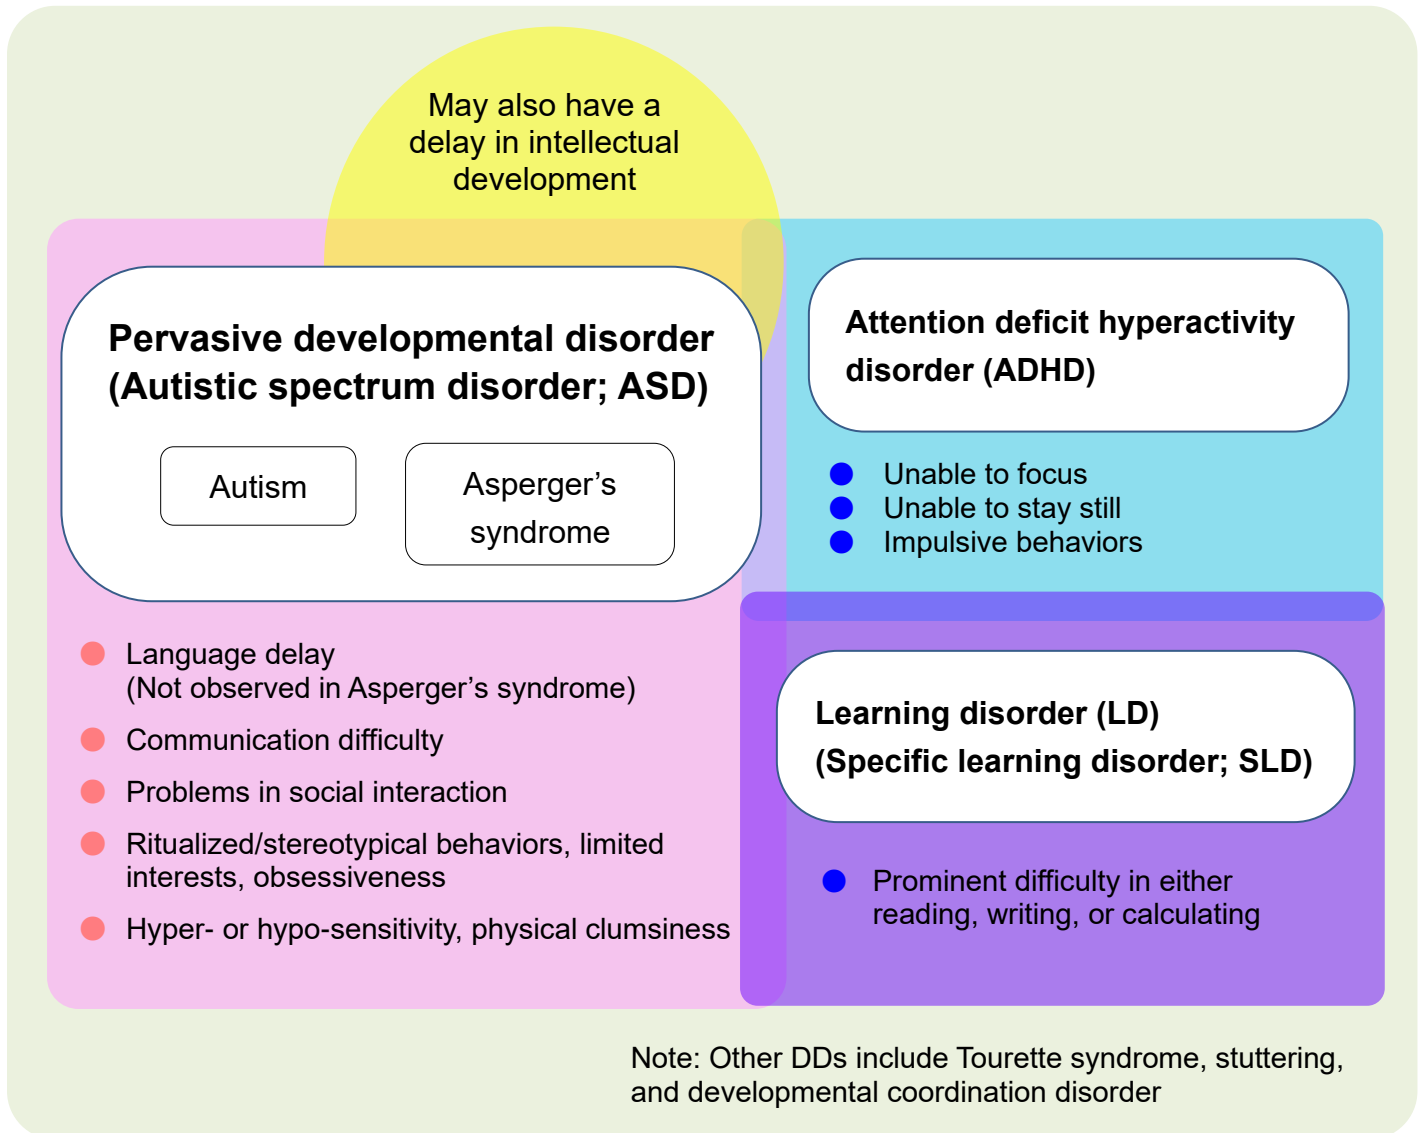 May also have a
delay in intellectual
development
Pervasive developmental disorder
(Autistic spectrum disorder; ASD)
Autism
Asperger’s
syndrome
Language delay
(Not observed in Asperger’s syndrome)
Communication difficulty
Problems in social interaction
Ritualized/stereotypical behaviors, limited
interests, obsessiveness
Hyper- or hypo-sensitivity, physical clumsiness
Attention deficit hyperactivity
disorder (ADHD)
Unable to focus
Unable to stay still
Impulsive behaviors
Learning disorder (LD)
(Specific learning disorder; SLD)
Prominent difficulty in either
reading, writing, or calculating
Note: Other DDs include Tourette syndrome, stuttering,
and developmental coordination disorder